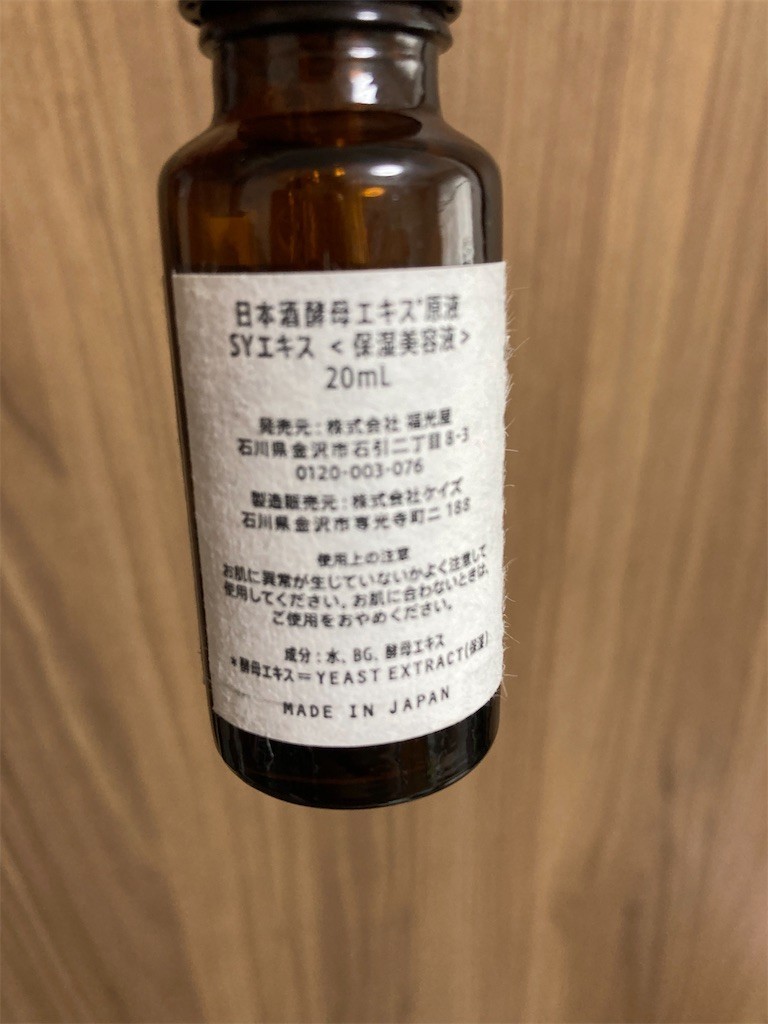 日本酒酵母エキス*原液
SYエキス <保湿美容液>
20mL
発売元:株式会社 福光屋
石川県金沢市石引二丁目8-3
0120-003-076
製造販売元:株式会社ケイズ
石川県金沢市専光寺町ニ188
使用上の注意
お肌に異常が生じていないかよく注意して
使用してください。お肌に合わないときは、
ご使用をおやめください。
成分:水、BG、酵母エキス
*酵母エキス=YEAST EXTRACT(保湿)
MADE IN JAPAN